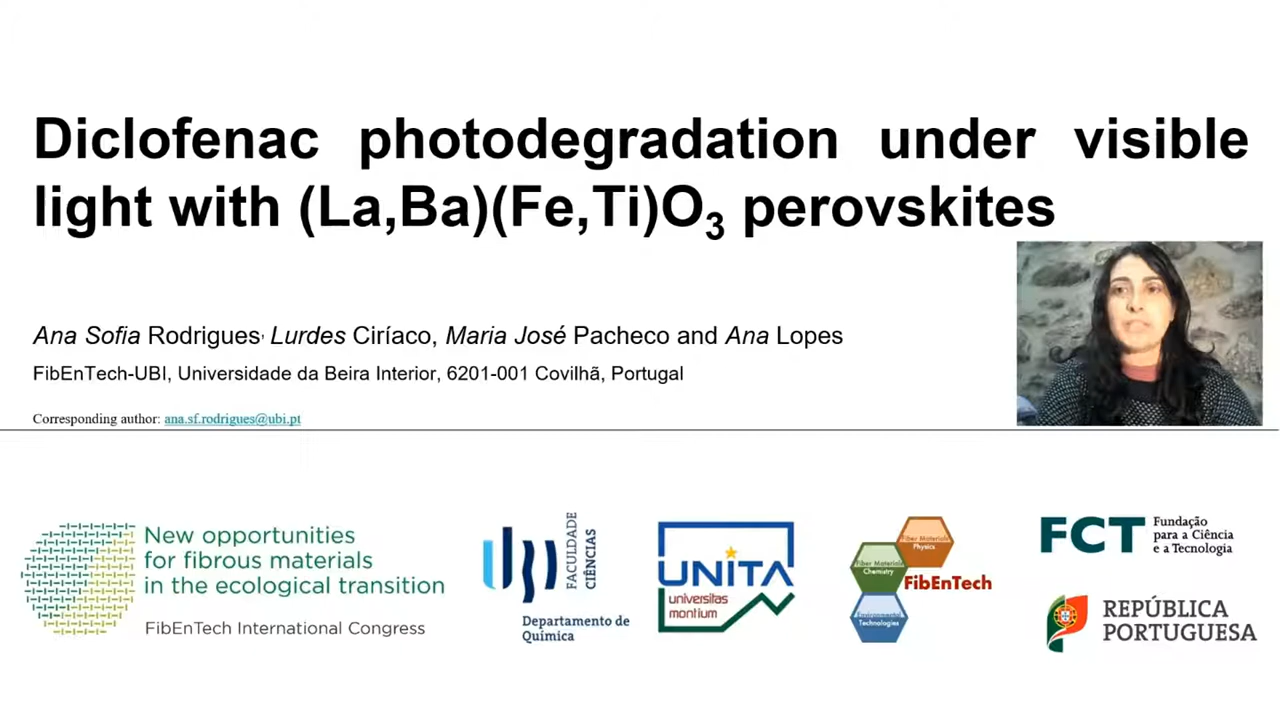 Diclofenac photodegradation under visible
light with (La,Ba)(Fe,Ti)O₃ perovskites
Ana Sofia Rodrigues, Lurdes Ciríaco, Maria José Pacheco and Ana Lopes
FibEnTech-UBI, Universidade da Beira Interior, 6201-001 Covilhã, Portugal
Corresponding author: ana.sf.rodrigues@ubi.pt
New opportunities
for fibrous materials
in the ecological transition
FibEnTech International Congress
FACULDADE
CIÊNCIAS
Departamento de
Química
UNITA
universitas
montium
Fiber Materials
Physics
Fiber Materials
Chemistry
FibEnTech
Environmental
Technologies
FCT
Fundação
para a Ciência
e a Tecnologia
REPÚBLICA
PORTUGUESA